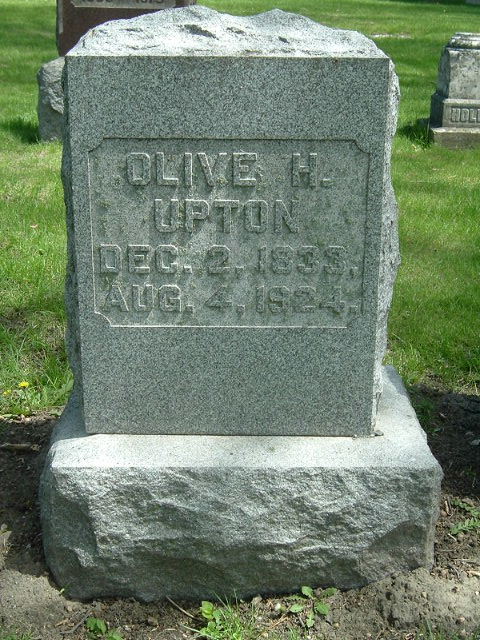 OLIVE H.
UPTON
DEC. 2, 1833.
AUG. 4, 1924.